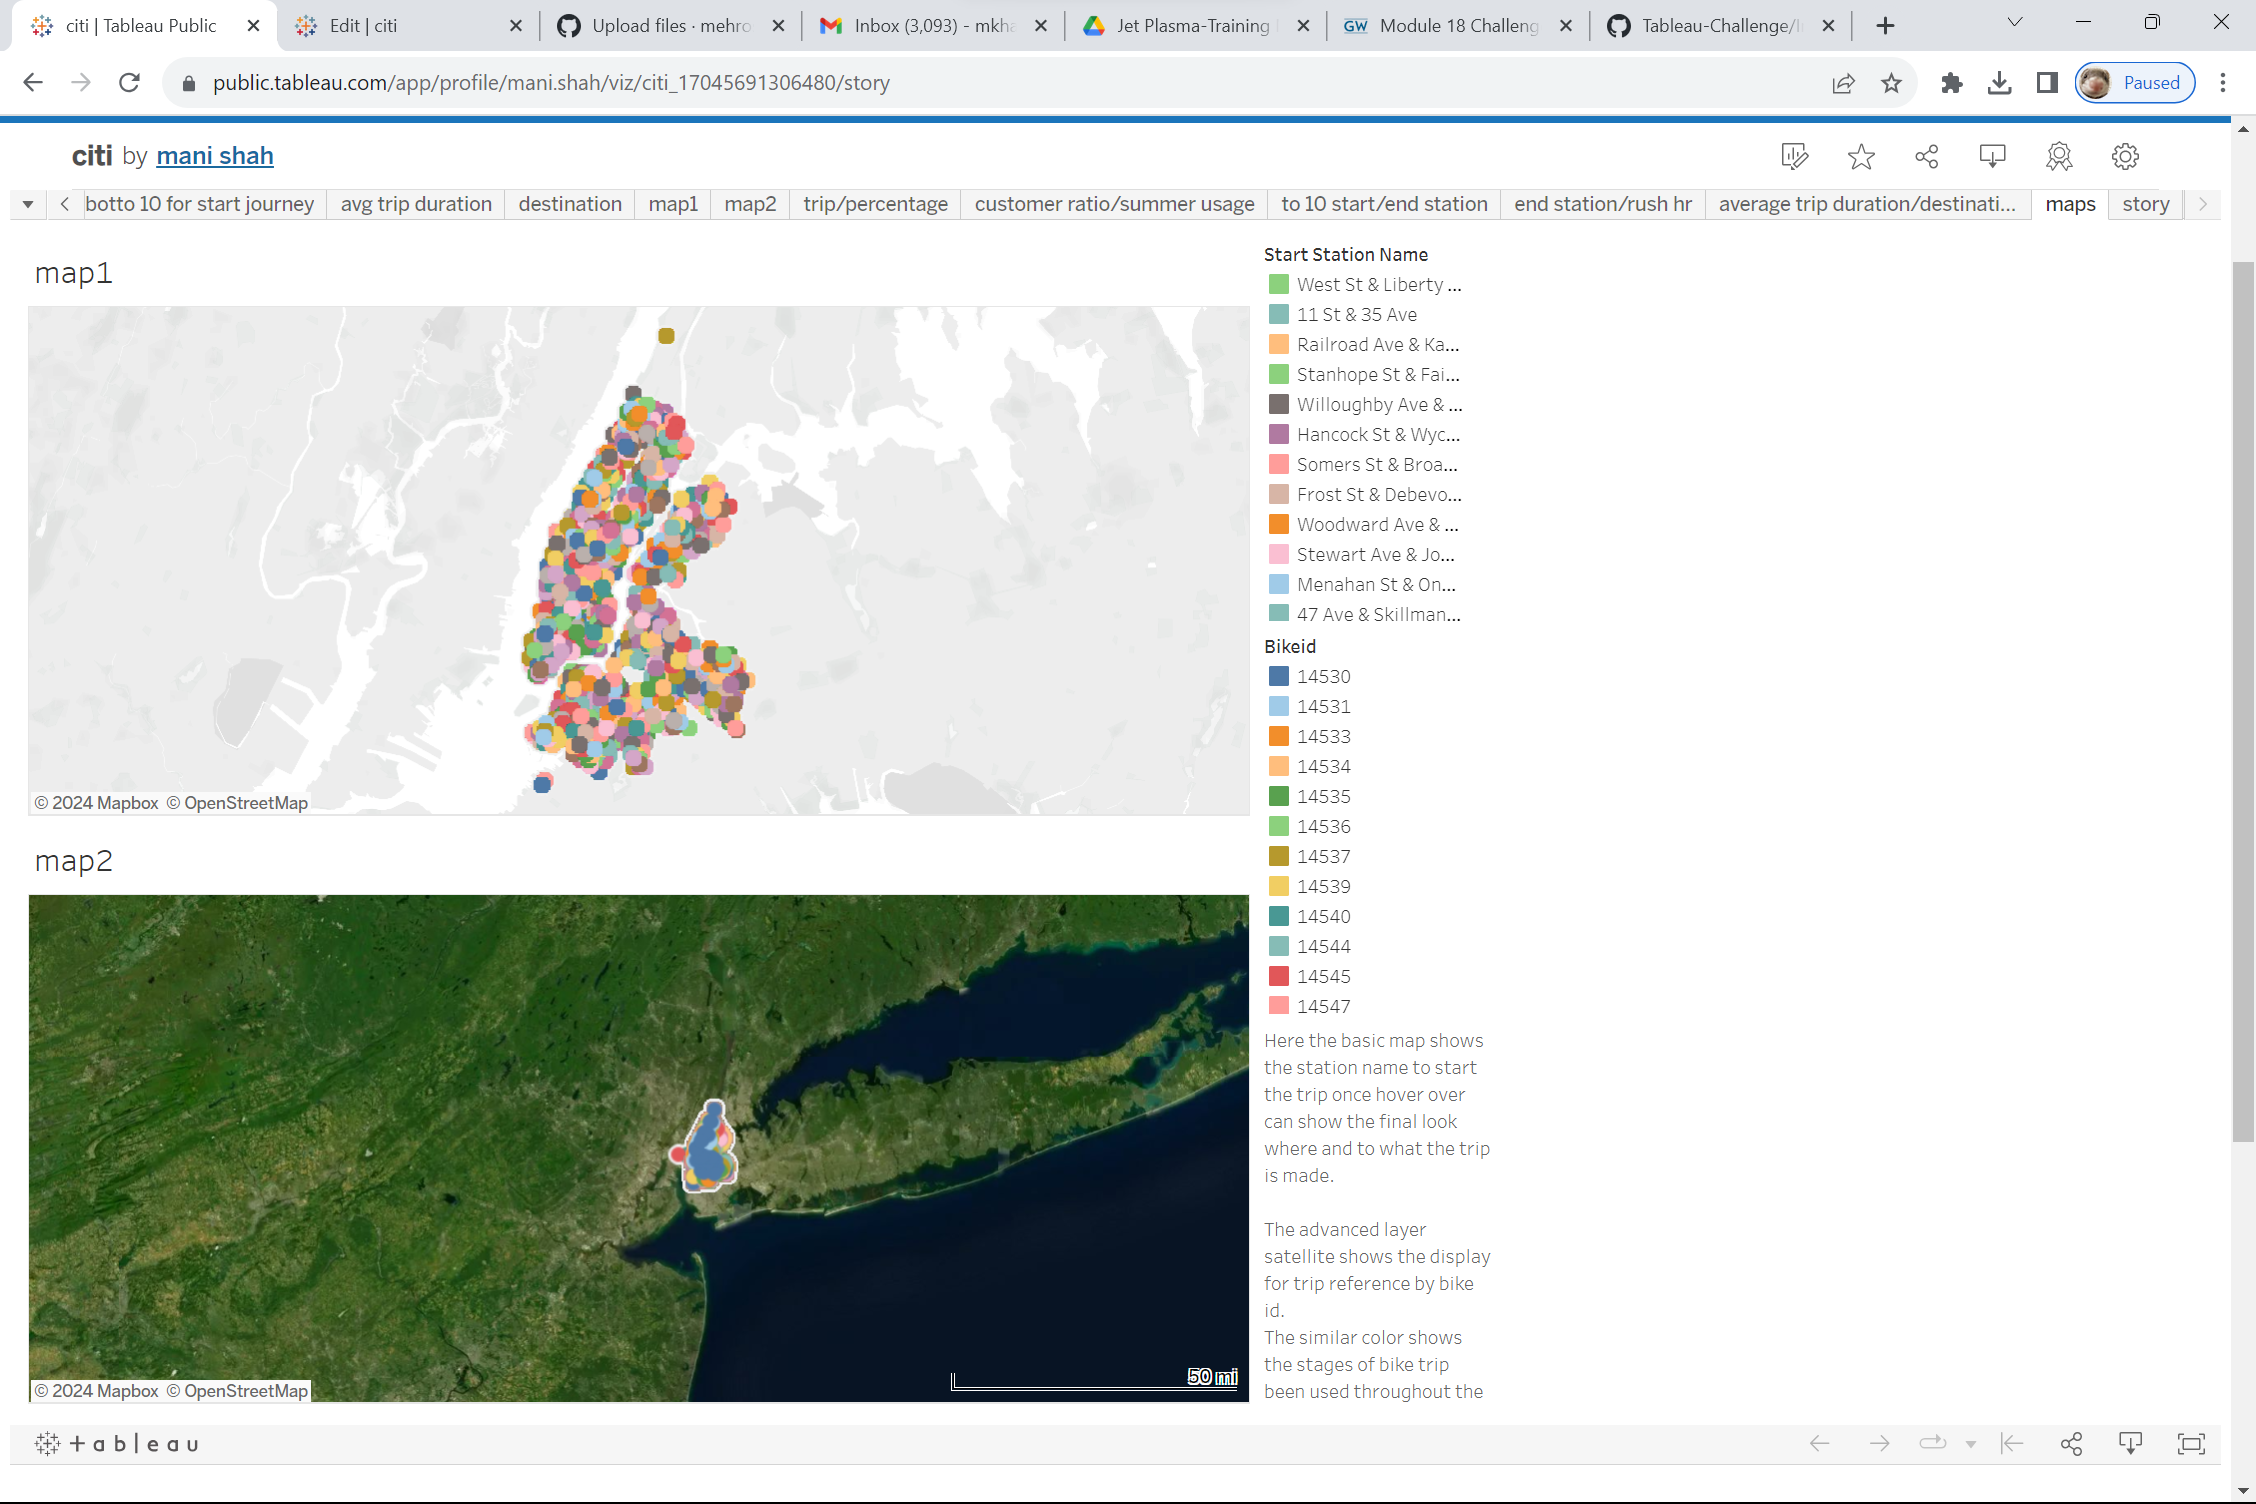 citi | Tableau Public
Edit | citi
Upload files · mehro
Inbox (3,093) - mkha
Jet Plasma-Training
GW Module 18 Challeng
Tableau-Challenge/I
public.tableau.com/app/profile/mani.shah/viz/citi_17045691306480/story
Paused
citi by mani shah
botto 10 for start journey
avg trip duration
destination
map1
map2
trip/percentage
customer ratio/summer usage
to 10 start/end station
end station/rush hr
average trip duration/destinati...
maps
story
map1
© 2024 Mapbox © OpenStreetMap
map2
50 mi
© 2024 Mapbox © OpenStreetMap
Start Station Name
West St & Liberty ...
11 St & 35 Ave
Railroad Ave & Ka...
Stanhope St & Fai...
Willoughby Ave & ...
Hancock St & Wyc...
Somers St & Broa...
Frost St & Debevo...
Woodward Ave & ...
Stewart Ave & Jo...
Menahan St & On...
47 Ave & Skillman...
Bikeid
14530
14531
14533
14534
14535
14536
14537
14539
14540
14544
14545
14547
Here the basic map shows
the station name to start
the trip once hover over
can show the final look
where and to what the trip
is made.
The advanced layer
satellite shows the display
for trip reference by bike
id.
The similar color shows
the stages of bike trip
been used throughout the
+ableau